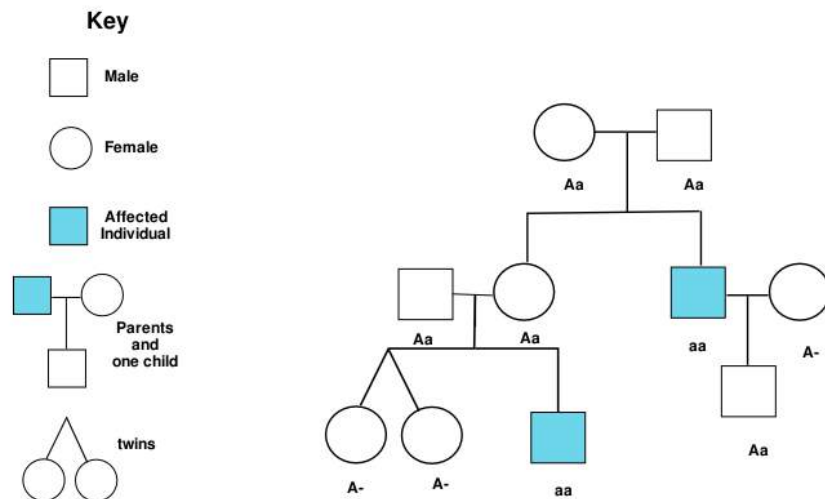 Key
Male
Female
Affected
Individual
Parents
and
one child
twins
Aa Aa
Aa Aa aa A-
Aa
A- A- aa